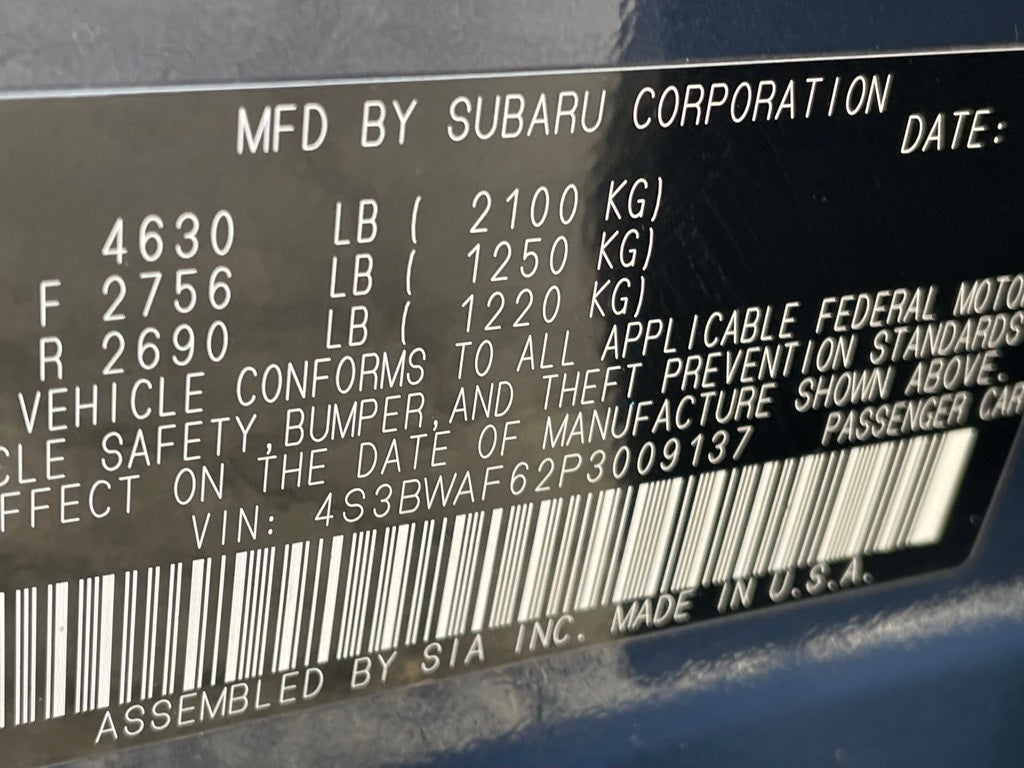 MFD BY SUBARU CORPORATION
DATE:
4630 LB ( 2100 KG)
F 2756 LB ( 1250 KG)
R 2690 LB ( 1220 KG)
VEHICLE CONFORMS TO ALL APPLICABLE FEDERAL MOTO
CLE SAFETY, BUMPER, AND THEFT PREVENTION STANDARDS
FFECT ON THE DATE OF MANUFACTURE SHOWN ABOVE.
VIN: 4S3BWAF62P3009137 PASSENGER CAR
ASSEMBLED BY SIA INC. MADE IN U.S.A.